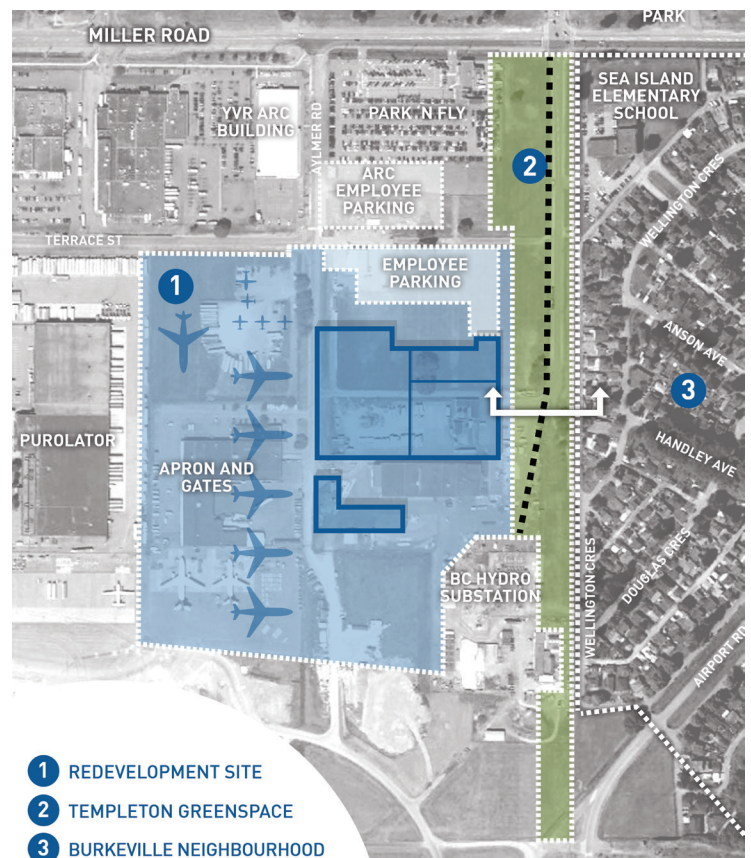 PARK
MILLER ROAD
SEA ISLAND
ELEMENTARY
SCHOOL
YVR ARC
BUILDING
AYLMER RD
PARK 'N FLY
2
ARC
EMPLOYEE
PARKING
WELLINGTON CRES
TERRACE ST
1
EMPLOYEE
PARKING
ANSON AVE
3
PUROLATOR
APRON AND
GATES
HANDLEY AVE
BC HYDRO
SUBSTATION
WELLINGTON CRES
DOUGLAS CRES
AIRPORT R
1 REDEVELOPMENT SITE
2 TEMPLETON GREENSPACE
3 BURKEVILLE NEIGHBOURHOOD